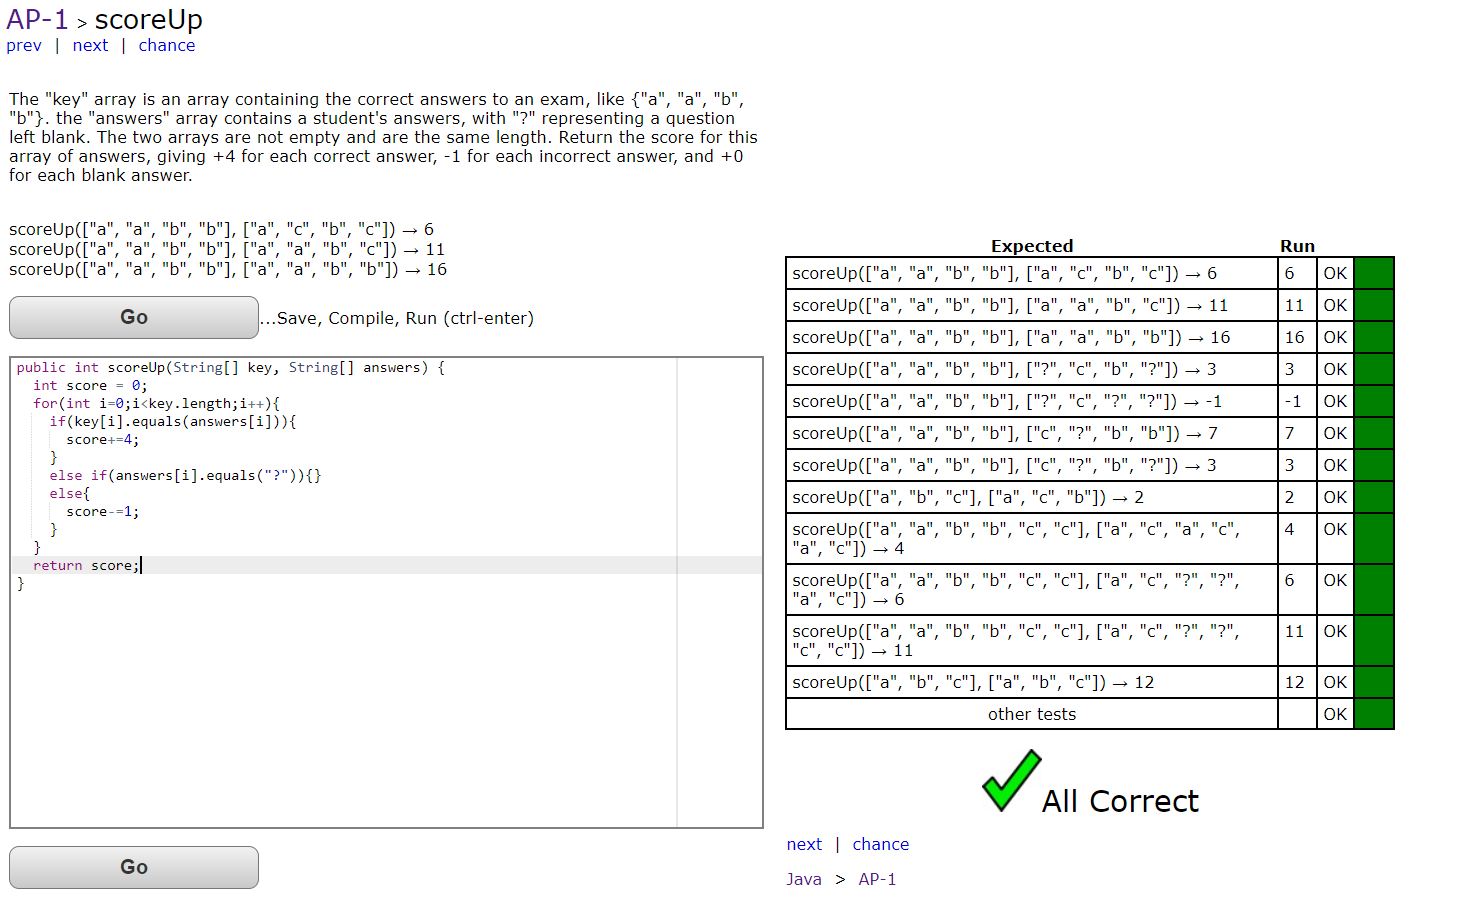 AP-1 > scoreUp
prev | next | chance
The "key" array is an array containing the correct answers to an exam, like {"a", "a", "b",
"b"}. the "answers" array contains a student's answers, with "?" representing a question
left blank. The two arrays are not empty and are the same length. Return the score for this
array of answers, giving +4 for each correct answer, -1 for each incorrect answer, and +0
for each blank answer.
scoreUp(["a", "a", "b", "b"], ["a", "c", "b", "c"]) → 6
scoreUp(["a", "a", "b", "b"], ["a", "a", "b", "c"]) → 11
scoreUp(["a", "a", "b", "b"], ["a", "a", "b", "b"]) → 16
Go ...Save, Compile, Run (ctrl-enter)
public int scoreUp(String[] key, String[] answers) {
  int score = 0;
  for(int i=0;i<key.length;i++){
    if(key[i].equals(answers[i])){
      score+=4;
    }
    else if(answers[i].equals("?")){}
    else{
      score-=1;
    }
  }
  return score;
}
Go
Expected Run
scoreUp(["a", "a", "b", "b"], ["a", "c", "b", "c"]) → 6 6 OK
scoreUp(["a", "a", "b", "b"], ["a", "a", "b", "c"]) → 11 11 OK
scoreUp(["a", "a", "b", "b"], ["a", "a", "b", "b"]) → 16 16 OK
scoreUp(["a", "a", "b", "b"], ["?", "c", "b", "?"]) → 3 3 OK
scoreUp(["a", "a", "b", "b"], ["?", "c", "?", "?"]) → -1 -1 OK
scoreUp(["a", "a", "b", "b"], ["c", "?", "b", "b"]) → 7 7 OK
scoreUp(["a", "a", "b", "b"], ["c", "?", "b", "?"]) → 3 3 OK
scoreUp(["a", "b", "c"], ["a", "c", "b"]) → 2 2 OK
scoreUp(["a", "a", "b", "b", "c", "c"], ["a", "c", "a", "c", 4 OK
"a", "c"]) → 4
scoreUp(["a", "a", "b", "b", "c", "c"], ["a", "c", "?", "?", 6 OK
"a", "c"]) → 6
scoreUp(["a", "a", "b", "b", "c", "c"], ["a", "c", "?", "?", 11 OK
"c", "c"]) → 11
scoreUp(["a", "b", "c"], ["a", "b", "c"]) → 12 12 OK
other tests OK
All Correct
next | chance
Java > AP-1